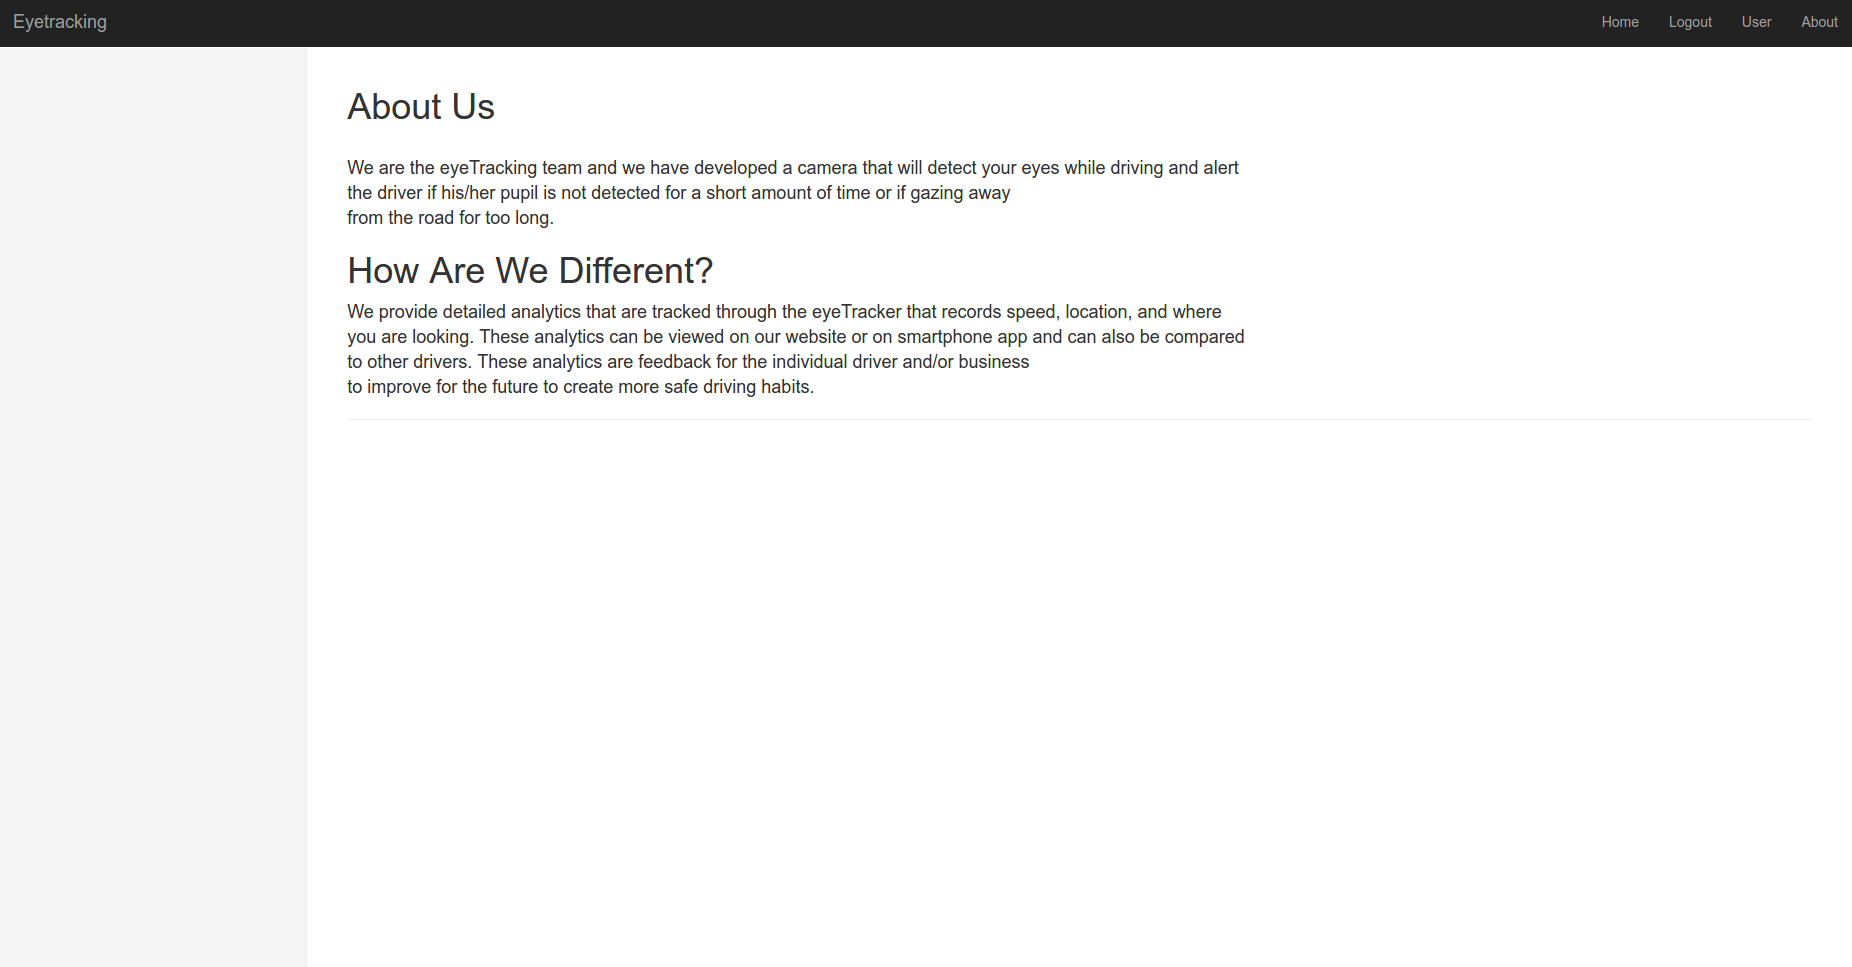 Eyetracking
Home Logout User About
About Us
We are the eyeTracking team and we have developed a camera that will detect your eyes while driving and alert
the driver if his/her pupil is not detected for a short amount of time or if gazing away
from the road for too long.
How Are We Different?
We provide detailed analytics that are tracked through the eyeTracker that records speed, location, and where
you are looking. These analytics can be viewed on our website or on smartphone app and can also be compared
to other drivers. These analytics are feedback for the individual driver and/or business
to improve for the future to create more safe driving habits.